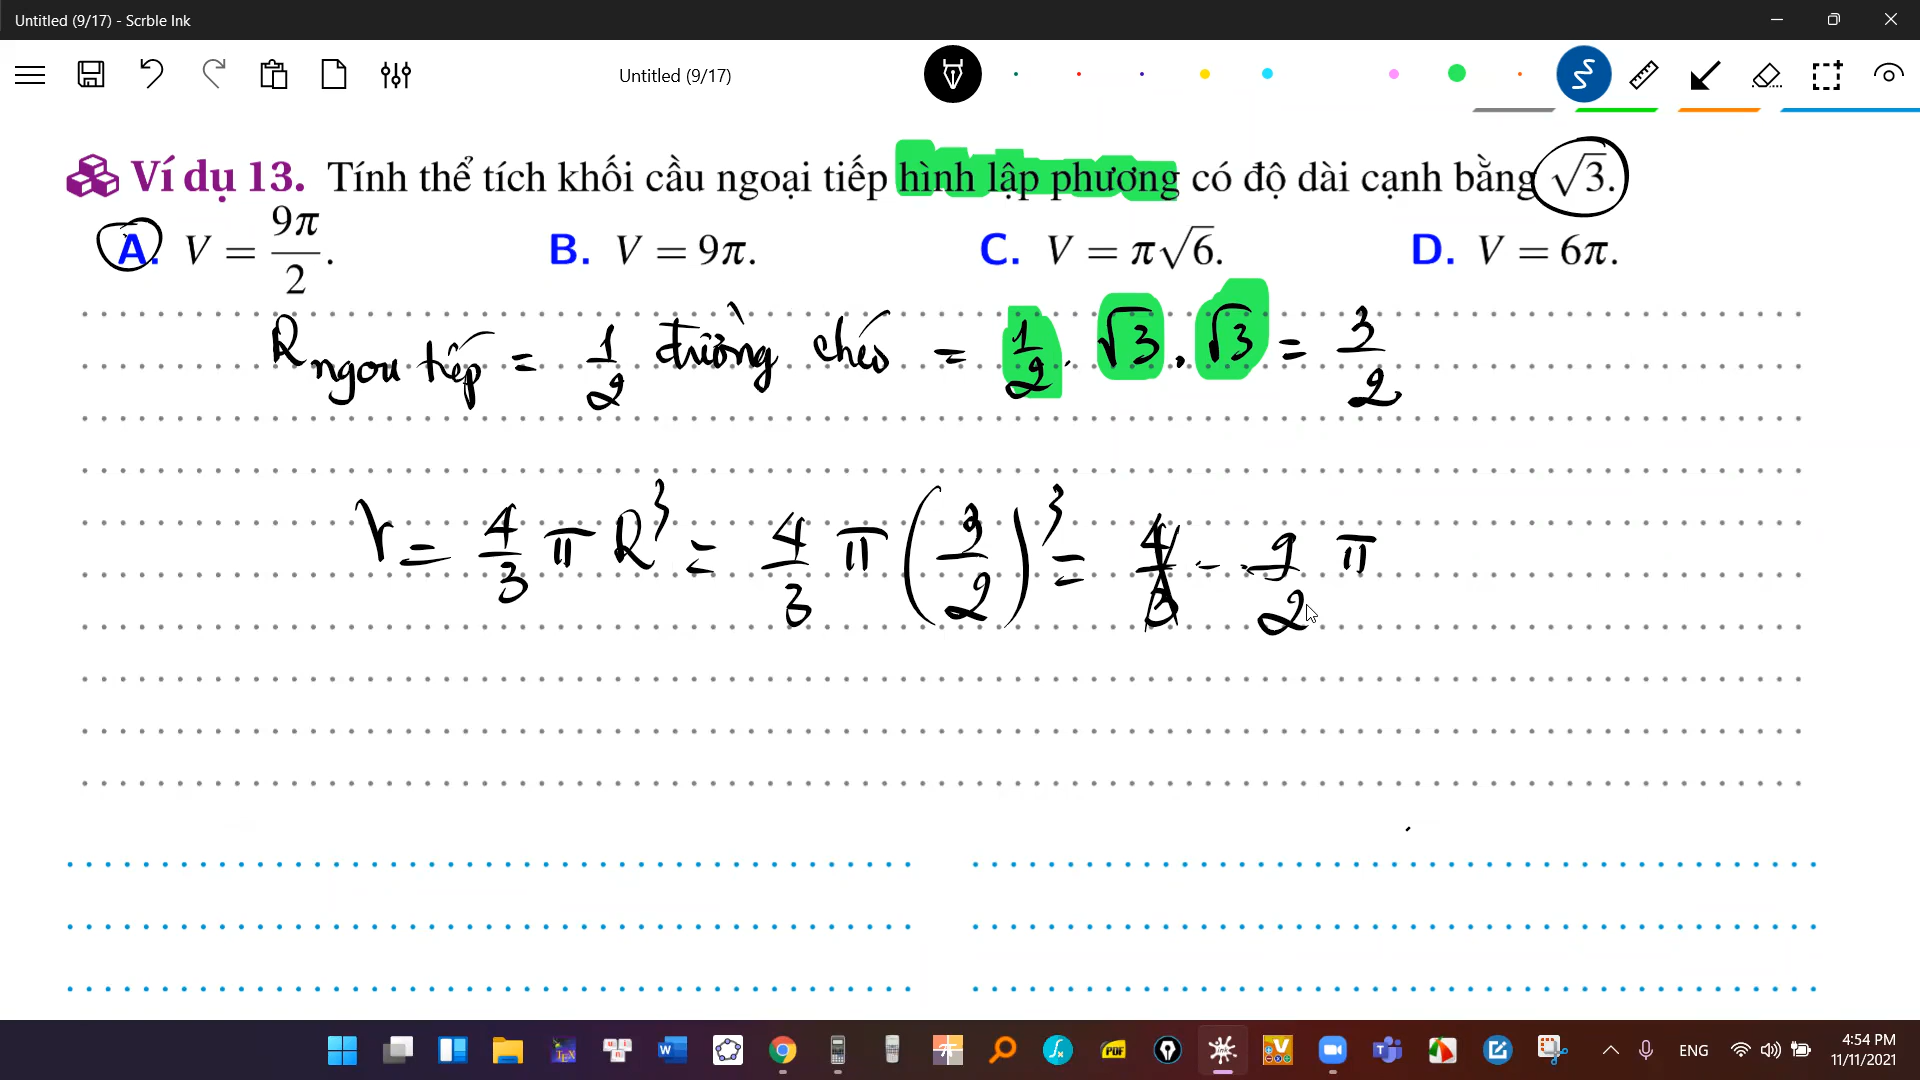 Untitled (9/17) - Scrble Ink
Untitled (9/17)
Ví dụ 13. Tính thể tích khối cầu ngoại tiếp hình lập phương có độ dài cạnh bằng √3.
A. V = 9π/2. B. V = 9π. C. V = π√6. D. V = 6π.
R ngoại tiếp = 1/2 đường chéo = 1/2 . √3 . √3 = 3/2
V = 4/3 π R³ = 4/3 π (3/2)³ = 9/2 π
ENG
4:54 PM
11/11/2021